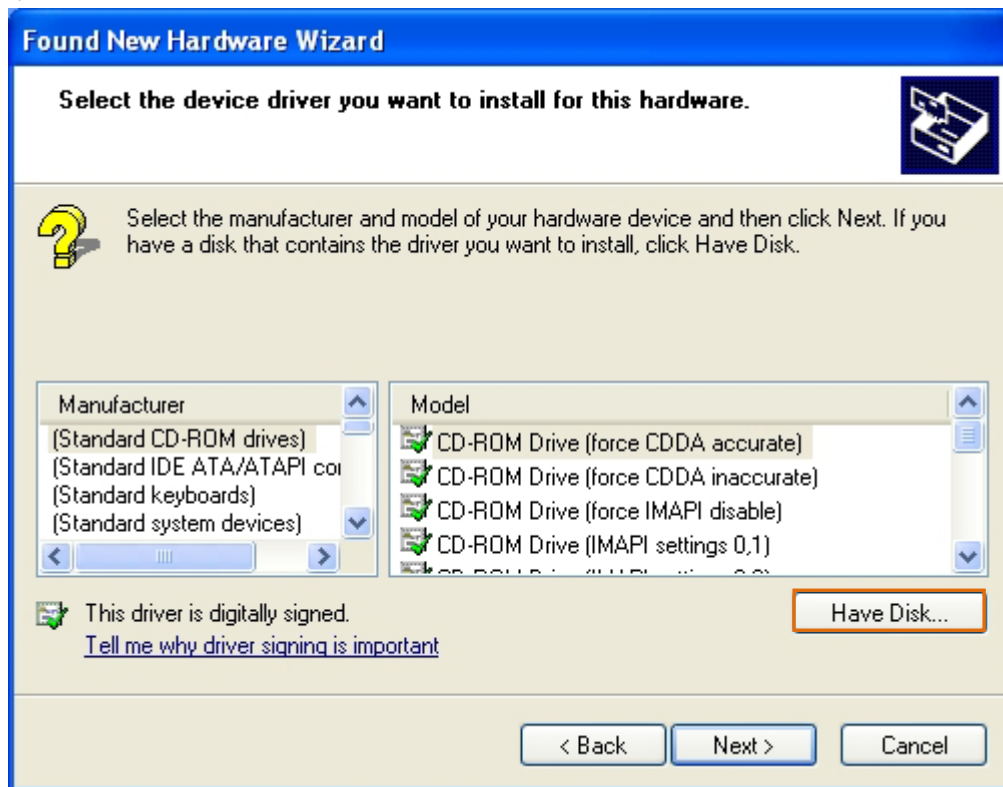 Found New Hardware Wizard
Select the device driver you want to install for this hardware.
Select the manufacturer and model of your hardware device and then click Next. If you
have a disk that contains the driver you want to install, click Have Disk.
Manufacturer
(Standard CD-ROM drives)
(Standard IDE ATA/ATAPI co
(Standard keyboards)
(Standard system devices)
Model
CD-ROM Drive (force CDDA accurate)
CD-ROM Drive (force CDDA inaccurate)
CD-ROM Drive (force IMAPI disable)
CD-ROM Drive (IMAPI settings 0,1)
This driver is digitally signed.
Tell me why driver signing is important
Have Disk...
< Back
Next >
Cancel